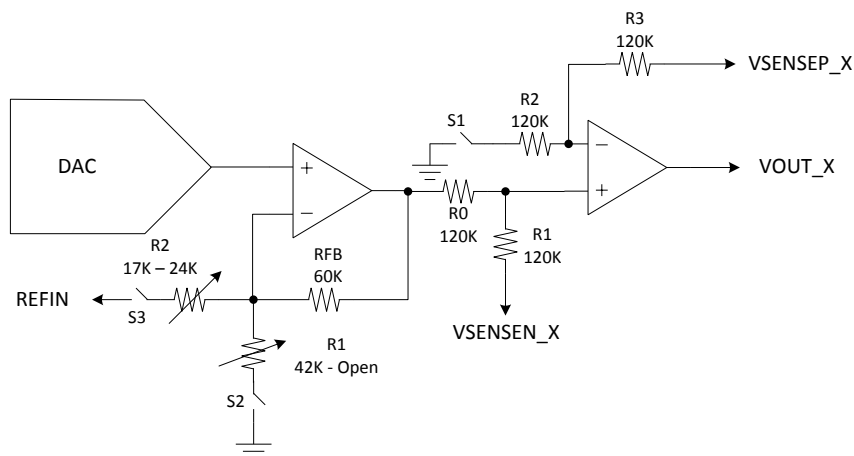 R3
120K
VSENSEP_X
R2
120K
S1
DAC
+
−
−
+
VOUT_X
R0
120K
R1
120K
VSENSEN_X
R2
17K – 24K
RFB
60K
REFIN
S3
R1
42K - Open
S2